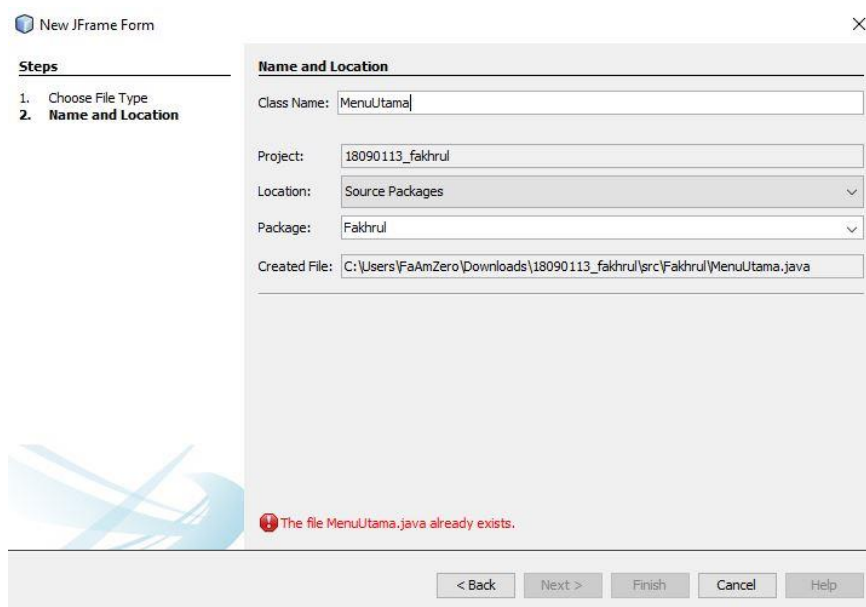 New JFrame Form
Steps
1. Choose File Type
2. Name and Location
Name and Location
Class Name: MenuUtama
Project: 18090113_fakhrul
Location: Source Packages
Package: Fakhrul
Created File: C:\Users\FaAmZero\Downloads\18090113_fakhrul\src\Fakhrul\MenuUtama.java
The file MenuUtama.java already exists.
< Back Next > Finish Cancel Help